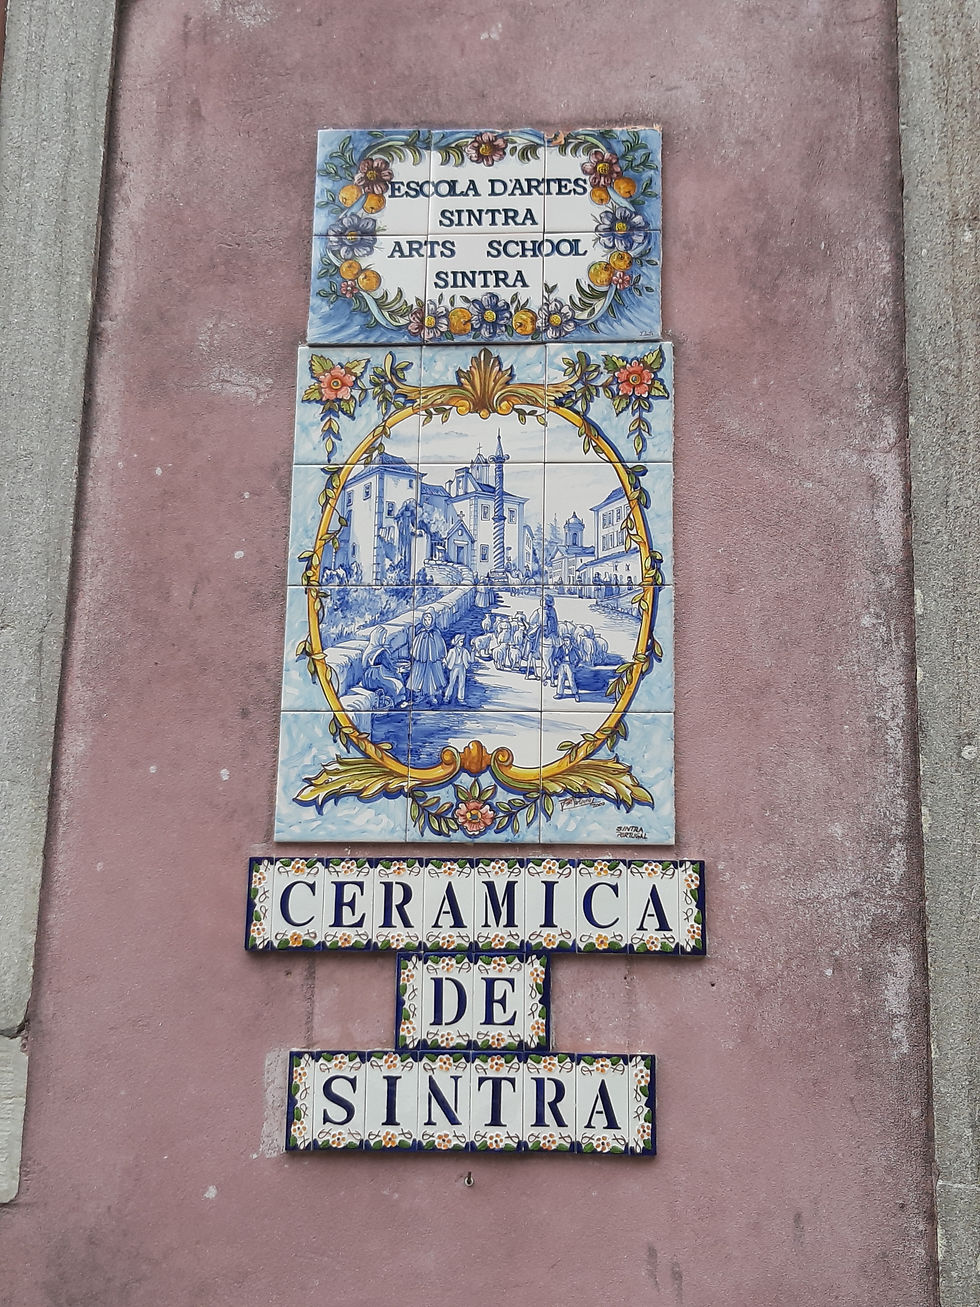 ESCOLA D'ARTES
SINTRA
ARTS SCHOOL
SINTRA
SINTRA
PORTUGAL
CERAMICA
DE
SINTRA